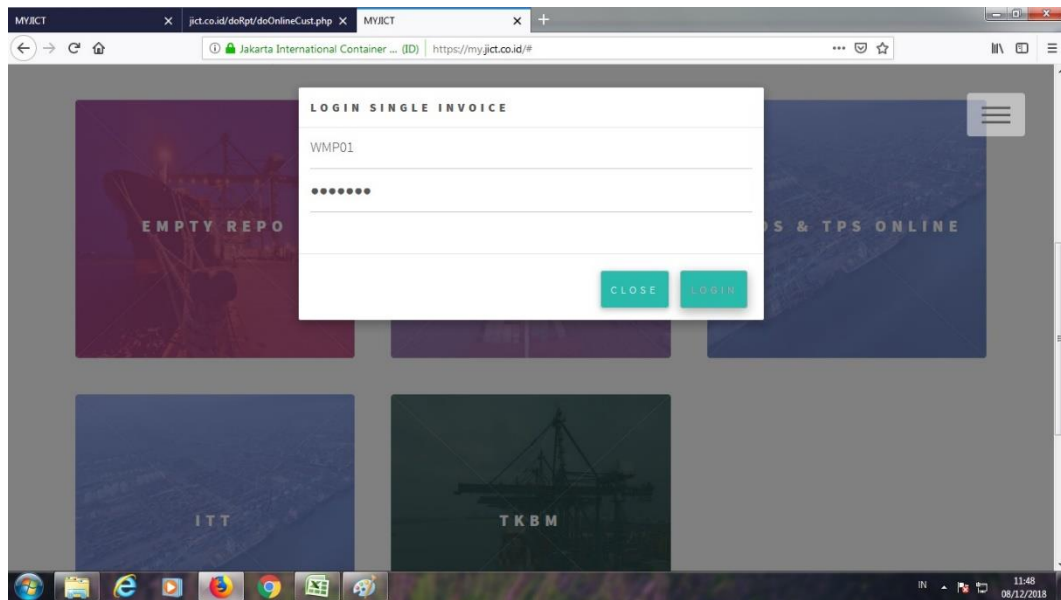 MYJICT
jict.co.id/doRpt/doOnlineCust.php
MYJICT
Jakarta International Container ... (ID)
https://my.jict.co.id/#
LOGIN SINGLE INVOICE
WMP01
•••••••
EMPTY REPO
S & TPS ONLINE
CLOSE
LOGIN
ITT
TKBM
IN
11:48
08/12/2018